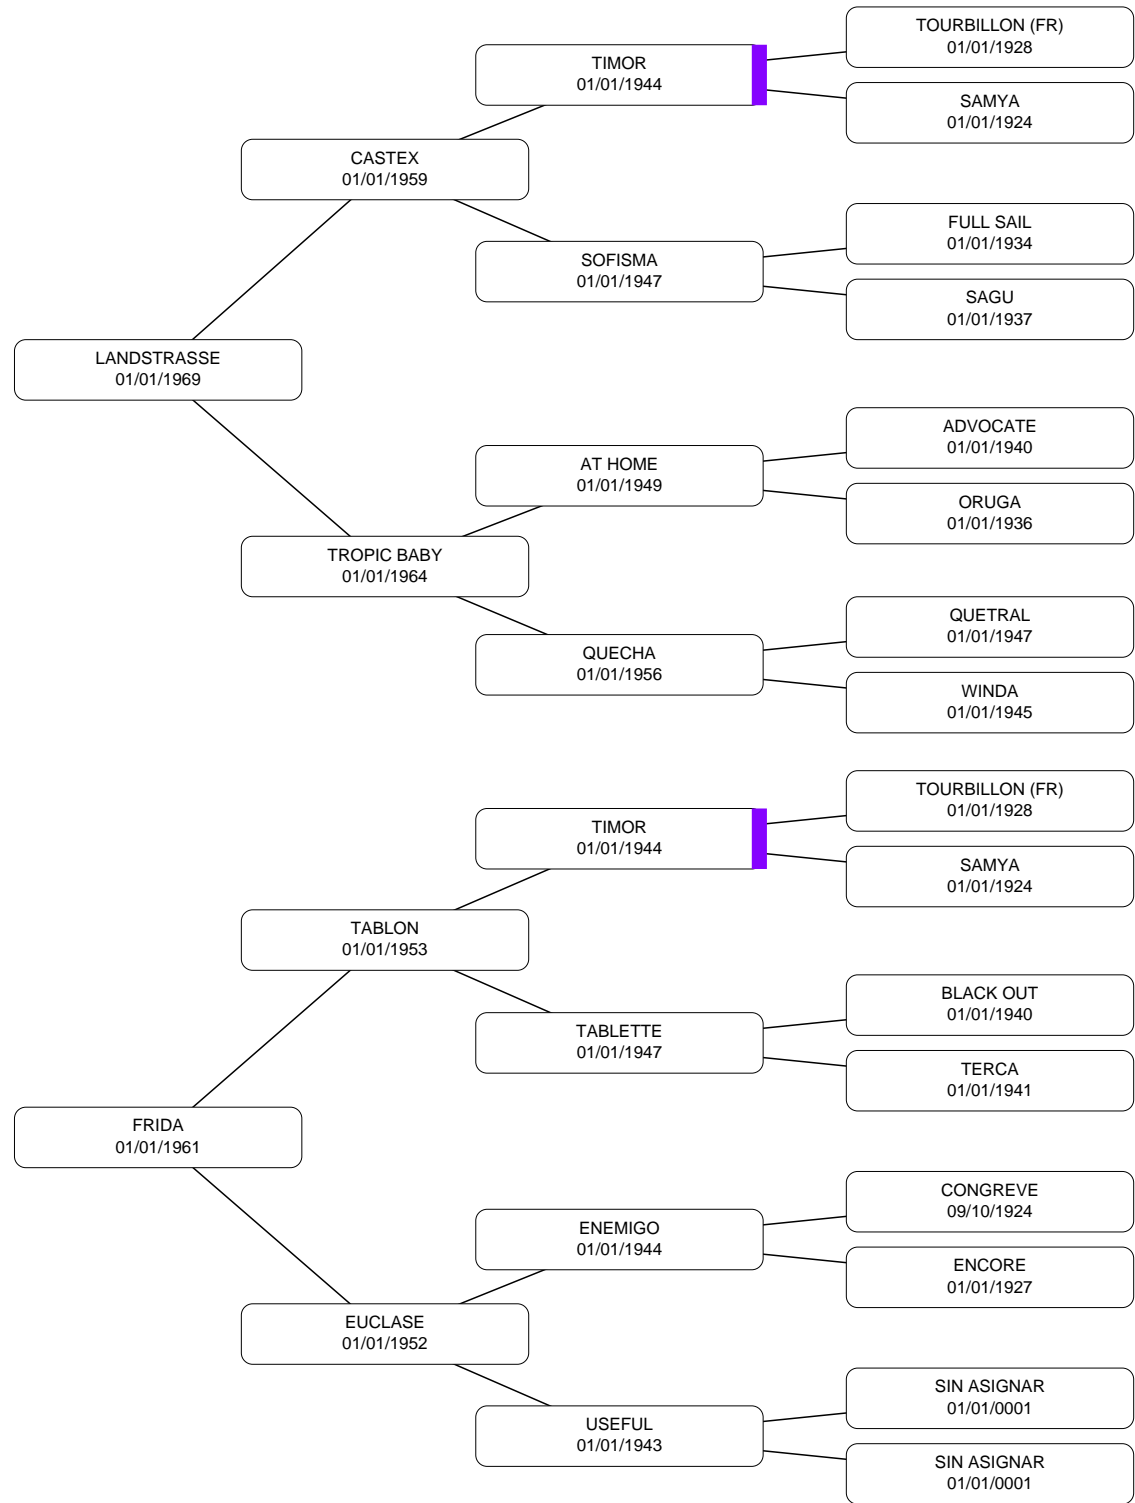 TOURBILLON (FR)
01/01/1928
TIMOR
01/01/1944
SAMYA
01/01/1924
CASTEX
01/01/1959
FULL SAIL
01/01/1934
SOFISMA
01/01/1947
SAGU
01/01/1937
LANDSTRASSE
01/01/1969
ADVOCATE
01/01/1940
AT HOME
01/01/1949
ORUGA
01/01/1936
TROPIC BABY
01/01/1964
QUETRAL
01/01/1947
QUECHA
01/01/1956
WINDA
01/01/1945
TOURBILLON (FR)
01/01/1928
TIMOR
01/01/1944
SAMYA
01/01/1924
TABLON
01/01/1953
BLACK OUT
01/01/1940
TABLETTE
01/01/1947
TERCA
01/01/1941
FRIDA
01/01/1961
CONGREVE
09/10/1924
ENEMIGO
01/01/1944
ENCORE
01/01/1927
EUCLASE
01/01/1952
SIN ASIGNAR
01/01/0001
USEFUL
01/01/1943
SIN ASIGNAR
01/01/0001